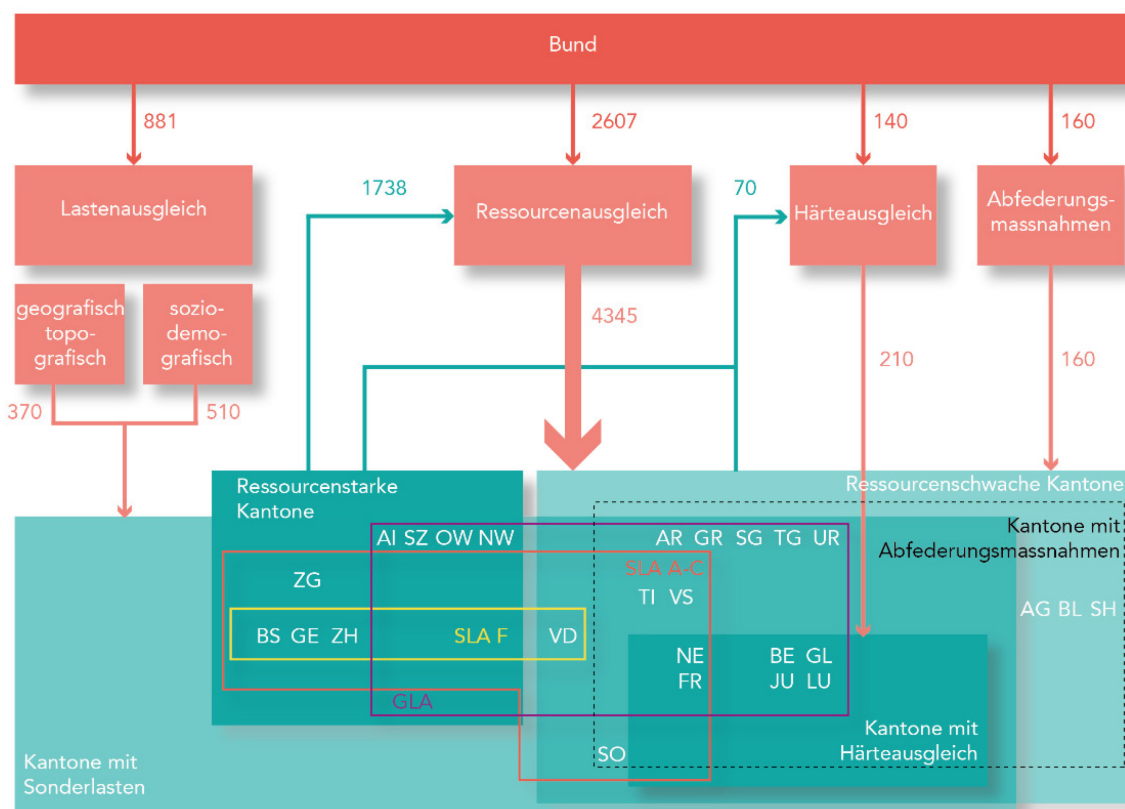 Bund
881
2607
140
160
Lastenausgleich
1738
Ressourcenausgleich
70
Härteausgleich
Abfederungs-
massnahmen
geografisch
topo-
grafisch
sozio-
demo-
grafisch
4345
210
160
370
510
Ressourcenstarke
Kantone
Ressourcenschwache Kantone
Kantone mit
Abfederungsmassnahmen
AI SZ OW NW
AR GR SG TG UR
ZG
SLA A-C
TI VS
AG BL SH
BS GE ZH
SLA F
VD
NE
FR
BE GL
JU LU
GLA
Kantone mit
Härteausgleich
SO
Kantone mit
Sonderlasten